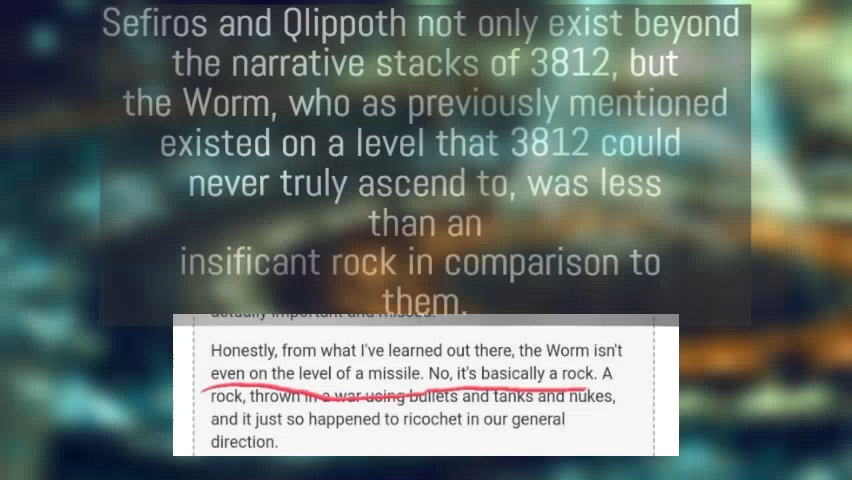 Sefiros and Qlippoth not only exist beyond
the narrative stacks of 3812, but
the Worm, who as previously mentioned
existed on a level that 3812 could
never truly ascend to, was less
than an
insificant rock in comparison to
them.
actually important and missed.
Honestly, from what I've learned out there, the Worm isn't
even on the level of a missile. No, it's basically a rock. A
rock, thrown in a war using bullets and tanks and nukes,
and it just so happened to ricochet in our general
direction.